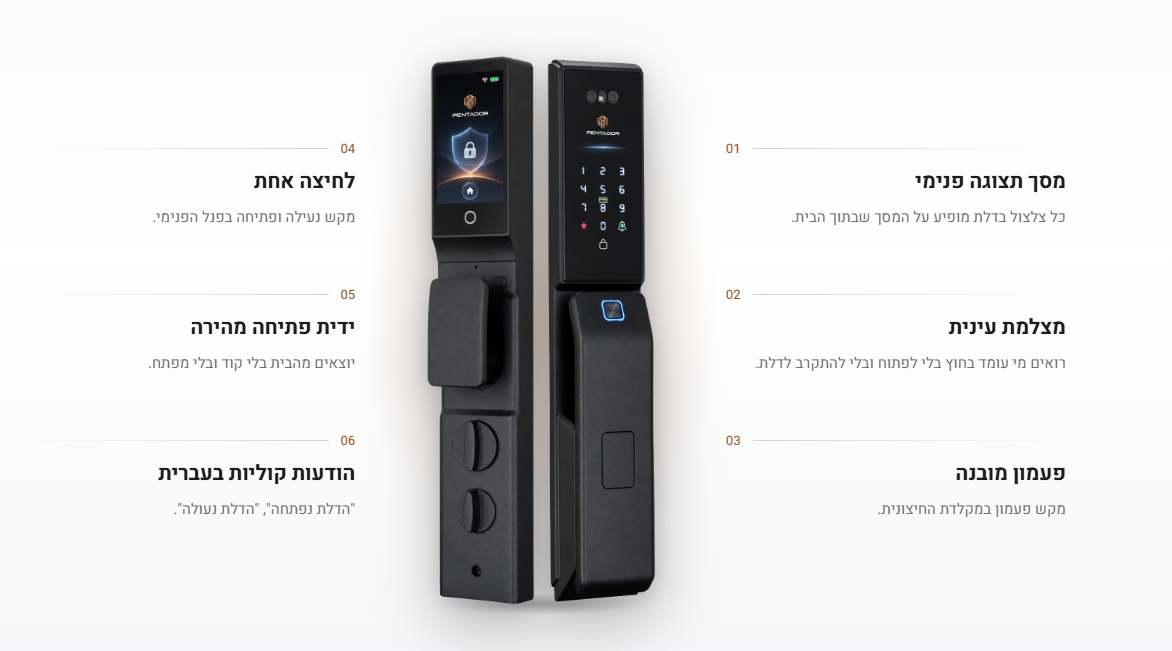 01
מסך תצוגה פנימי
כל צלצול בדלת מופיע על המסך שבתוך הבית.
02
מצלמת עינית
רואים מי עומד בחוץ בלי לפתוח ובלי להתקרב לדלת.
03
פעמון מובנה
מקש פעמון במקלדת החיצונית.
PENTADOR
PENTADOR
1 2 3
4 5 6
7 8 9
* 0
04
לחיצה אחת
מקש נעילה ופתיחה בפנל הפנימי.
05
ידית פתיחה מהירה
יוצאים מהבית בלי קוד ובלי מפתח.
06
הודעות קוליות בעברית
"הדלת נפתחה", "הדלת נעולה".